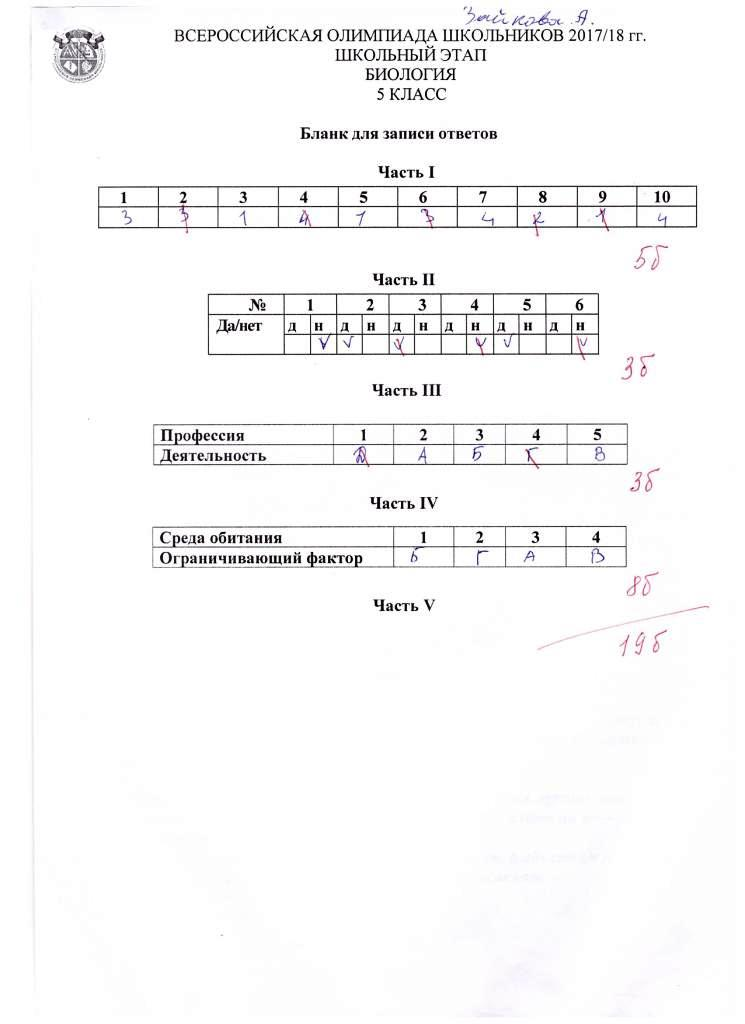 Зайкова А.
ВСЕРОССИЙСКАЯ ОЛИМПИАДА ШКОЛЬНИКОВ 2017/18 гг.
ШКОЛЬНЫЙ ЭТАП
БИОЛОГИЯ
5 КЛАСС
Бланк для записи ответов
Часть I
1 2 3 4 5 6 7 8 9 10
3 3 1 4 1 3 4 2 1 4
5б
Часть II
№ 1 2 3 4 5 6
Да/нет д н д н д н д н д н д н
V V V V V V
3б
Часть III
Профессия 1 2 3 4 5
Деятельность Д А Б Г В
3б
Часть IV
Среда обитания 1 2 3 4
Ограничивающий фактор Б Г А В
8б
Часть V
19б